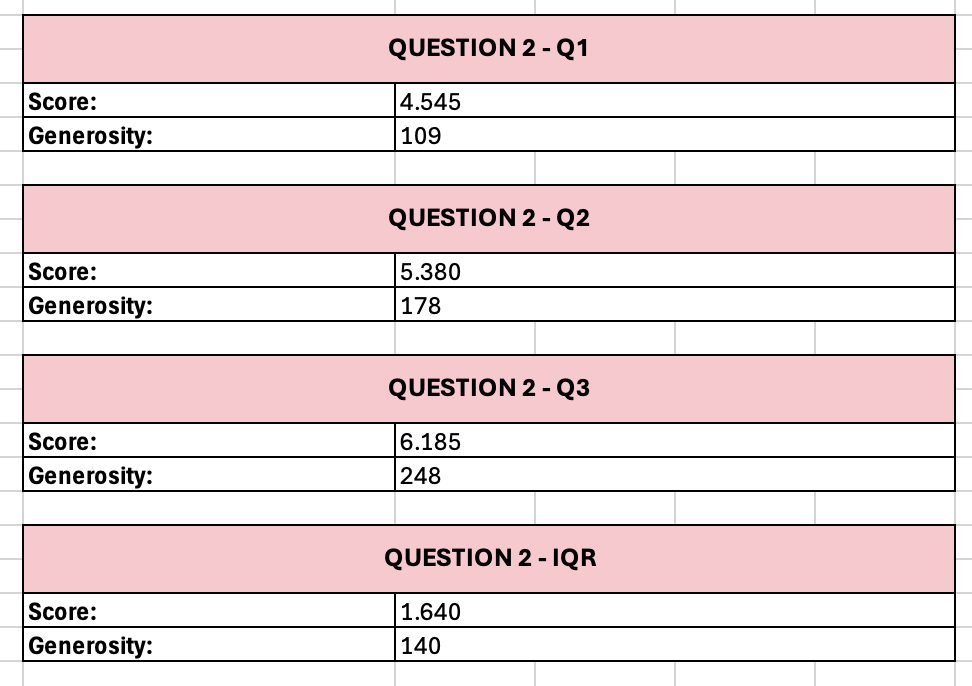 QUESTION 2 - Q1
Score: 4.545
Generosity: 109
QUESTION 2 - Q2
Score: 5.380
Generosity: 178
QUESTION 2 - Q3
Score: 6.185
Generosity: 248
QUESTION 2 - IQR
Score: 1.640
Generosity: 140